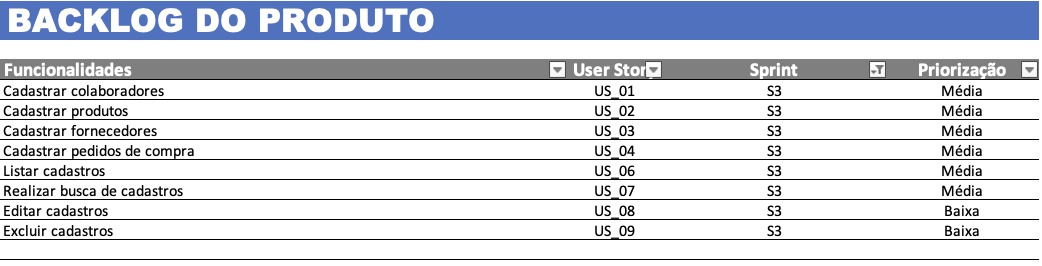 BACKLOG DO PRODUTO
Funcionalidades User Stor Sprint Priorização
Cadastrar colaboradores US_01 S3 Média
Cadastrar produtos US_02 S3 Média
Cadastrar fornecedores US_03 S3 Média
Cadastrar pedidos de compra US_04 S3 Média
Listar cadastros US_06 S3 Média
Realizar busca de cadastros US_07 S3 Média
Editar cadastros US_08 S3 Baixa
Excluir cadastros US_09 S3 Baixa